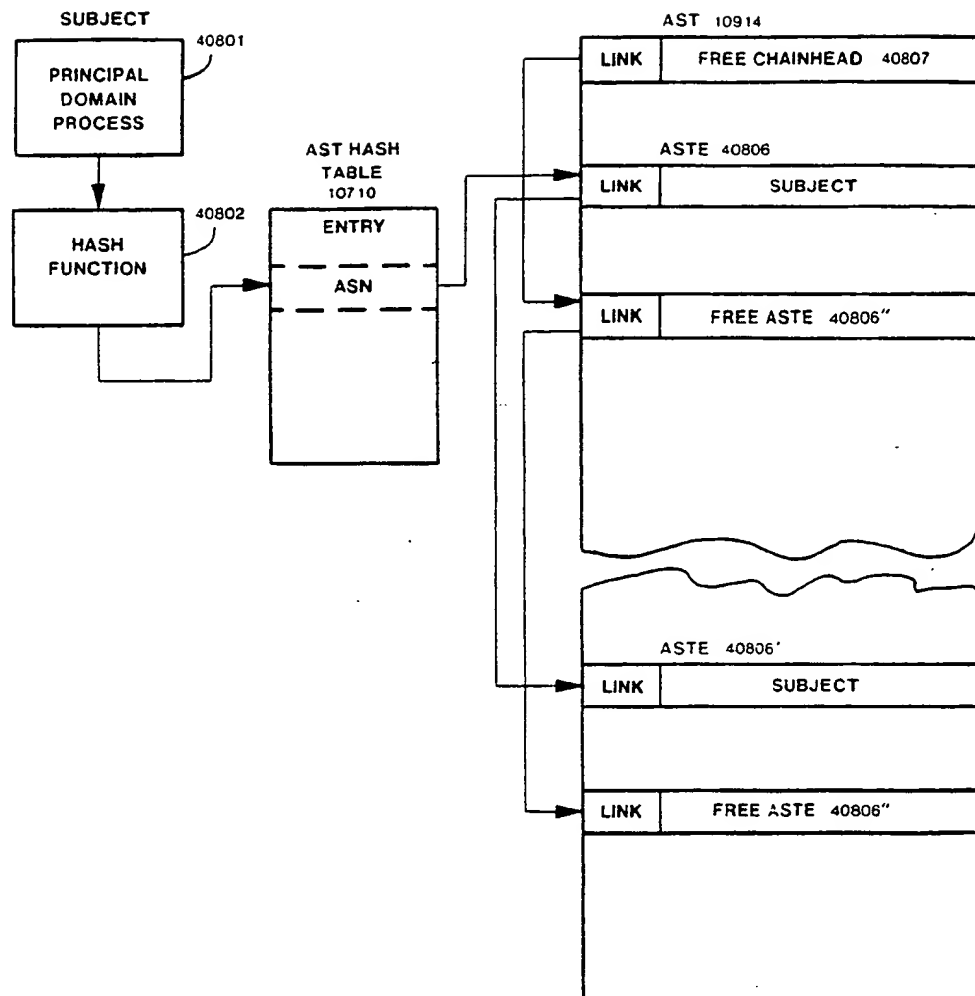 SUBJECT
40801
PRINCIPAL
DOMAIN
PROCESS
40802
HASH
FUNCTION
AST HASH
TABLE
10710
ENTRY
ASN
AST 10914
LINK FREE CHAINHEAD 40807
ASTE 40806
LINK SUBJECT
LINK FREE ASTE 40806"
ASTE 40806'
LINK SUBJECT
LINK FREE ASTE 40806"